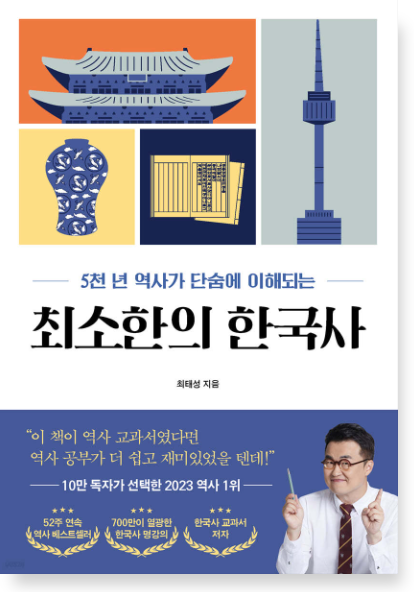 5천 년 역사가 단숨에 이해되는
최소한의 한국사
최태성 지음
“이 책이 역사 교과서였다면
역사 공부가 더 쉽고 재미있었을 텐데!”
10만 독자가 선택한 2023 역사 1위
52주 연속
역사 베스트셀러
700만이 열광한
한국사 명강의
한국사 교과서
저자